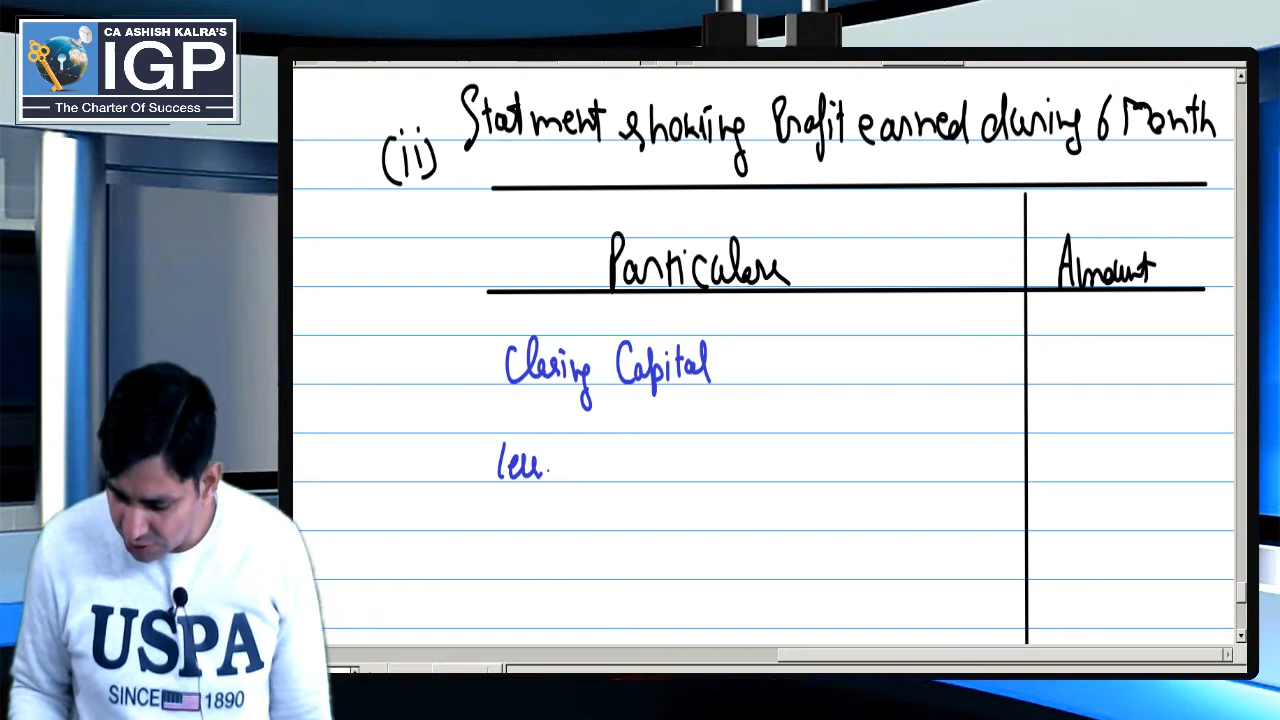 CA ASHISH KALRA'S
IGP
The Charter Of Success
(ii) Statment showing Profit earned during 6 Month
Particulars
Amount
Closing Capital
less.
USPA
SINCE 1890